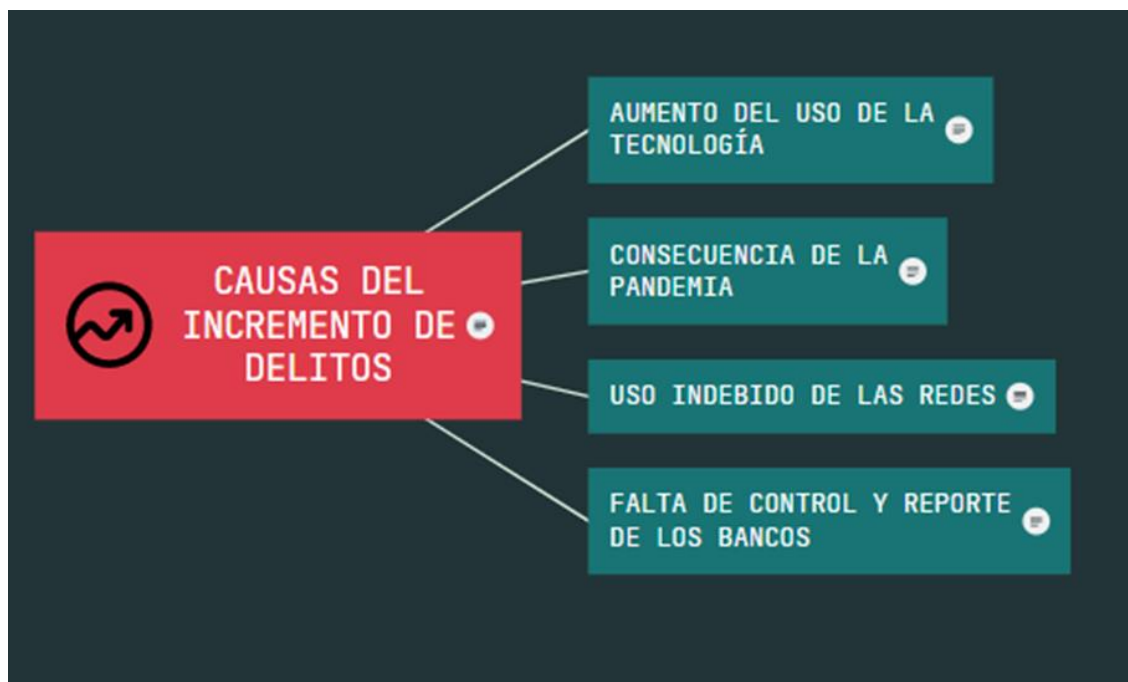 CAUSAS DEL
INCREMENTO DE
DELITOS
AUMENTO DEL USO DE LA
TECNOLOGÍA
CONSECUENCIA DE LA
PANDEMIA
USO INDEBIDO DE LAS REDES
FALTA DE CONTROL Y REPORTE
DE LOS BANCOS